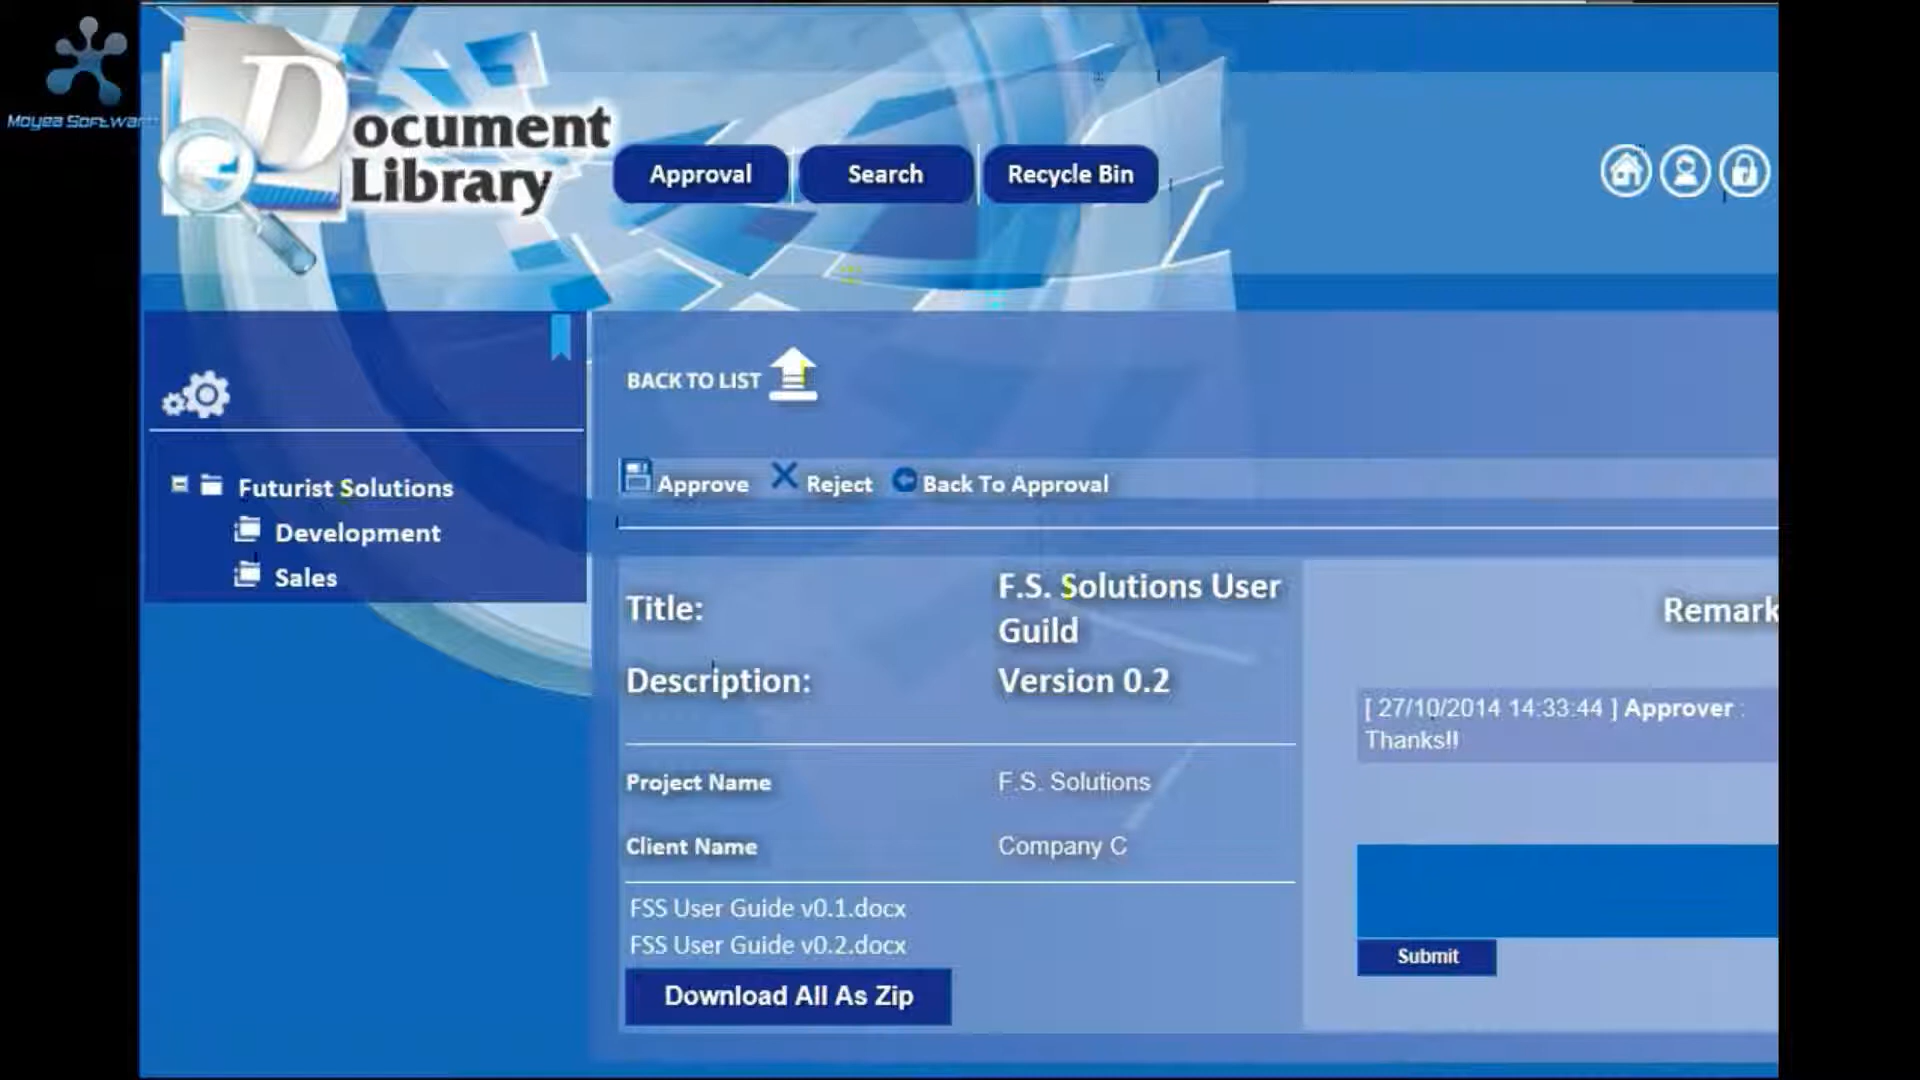 Moyea Software
Document
Library
Approval
Search
Recycle Bin
BACK TO LIST
Approve
Reject
Back To Approval
Futurist Solutions
Development
Sales
Title:
F.S. Solutions User
Guild
Description:
Version 0.2
Project Name
F.S. Solutions
Client Name
Company C
FSS User Guide v0.1.docx
FSS User Guide v0.2.docx
Download All As Zip
Remark
[ 27/10/2014 14:33:44 ] Approver :
Thanks!!
Submit